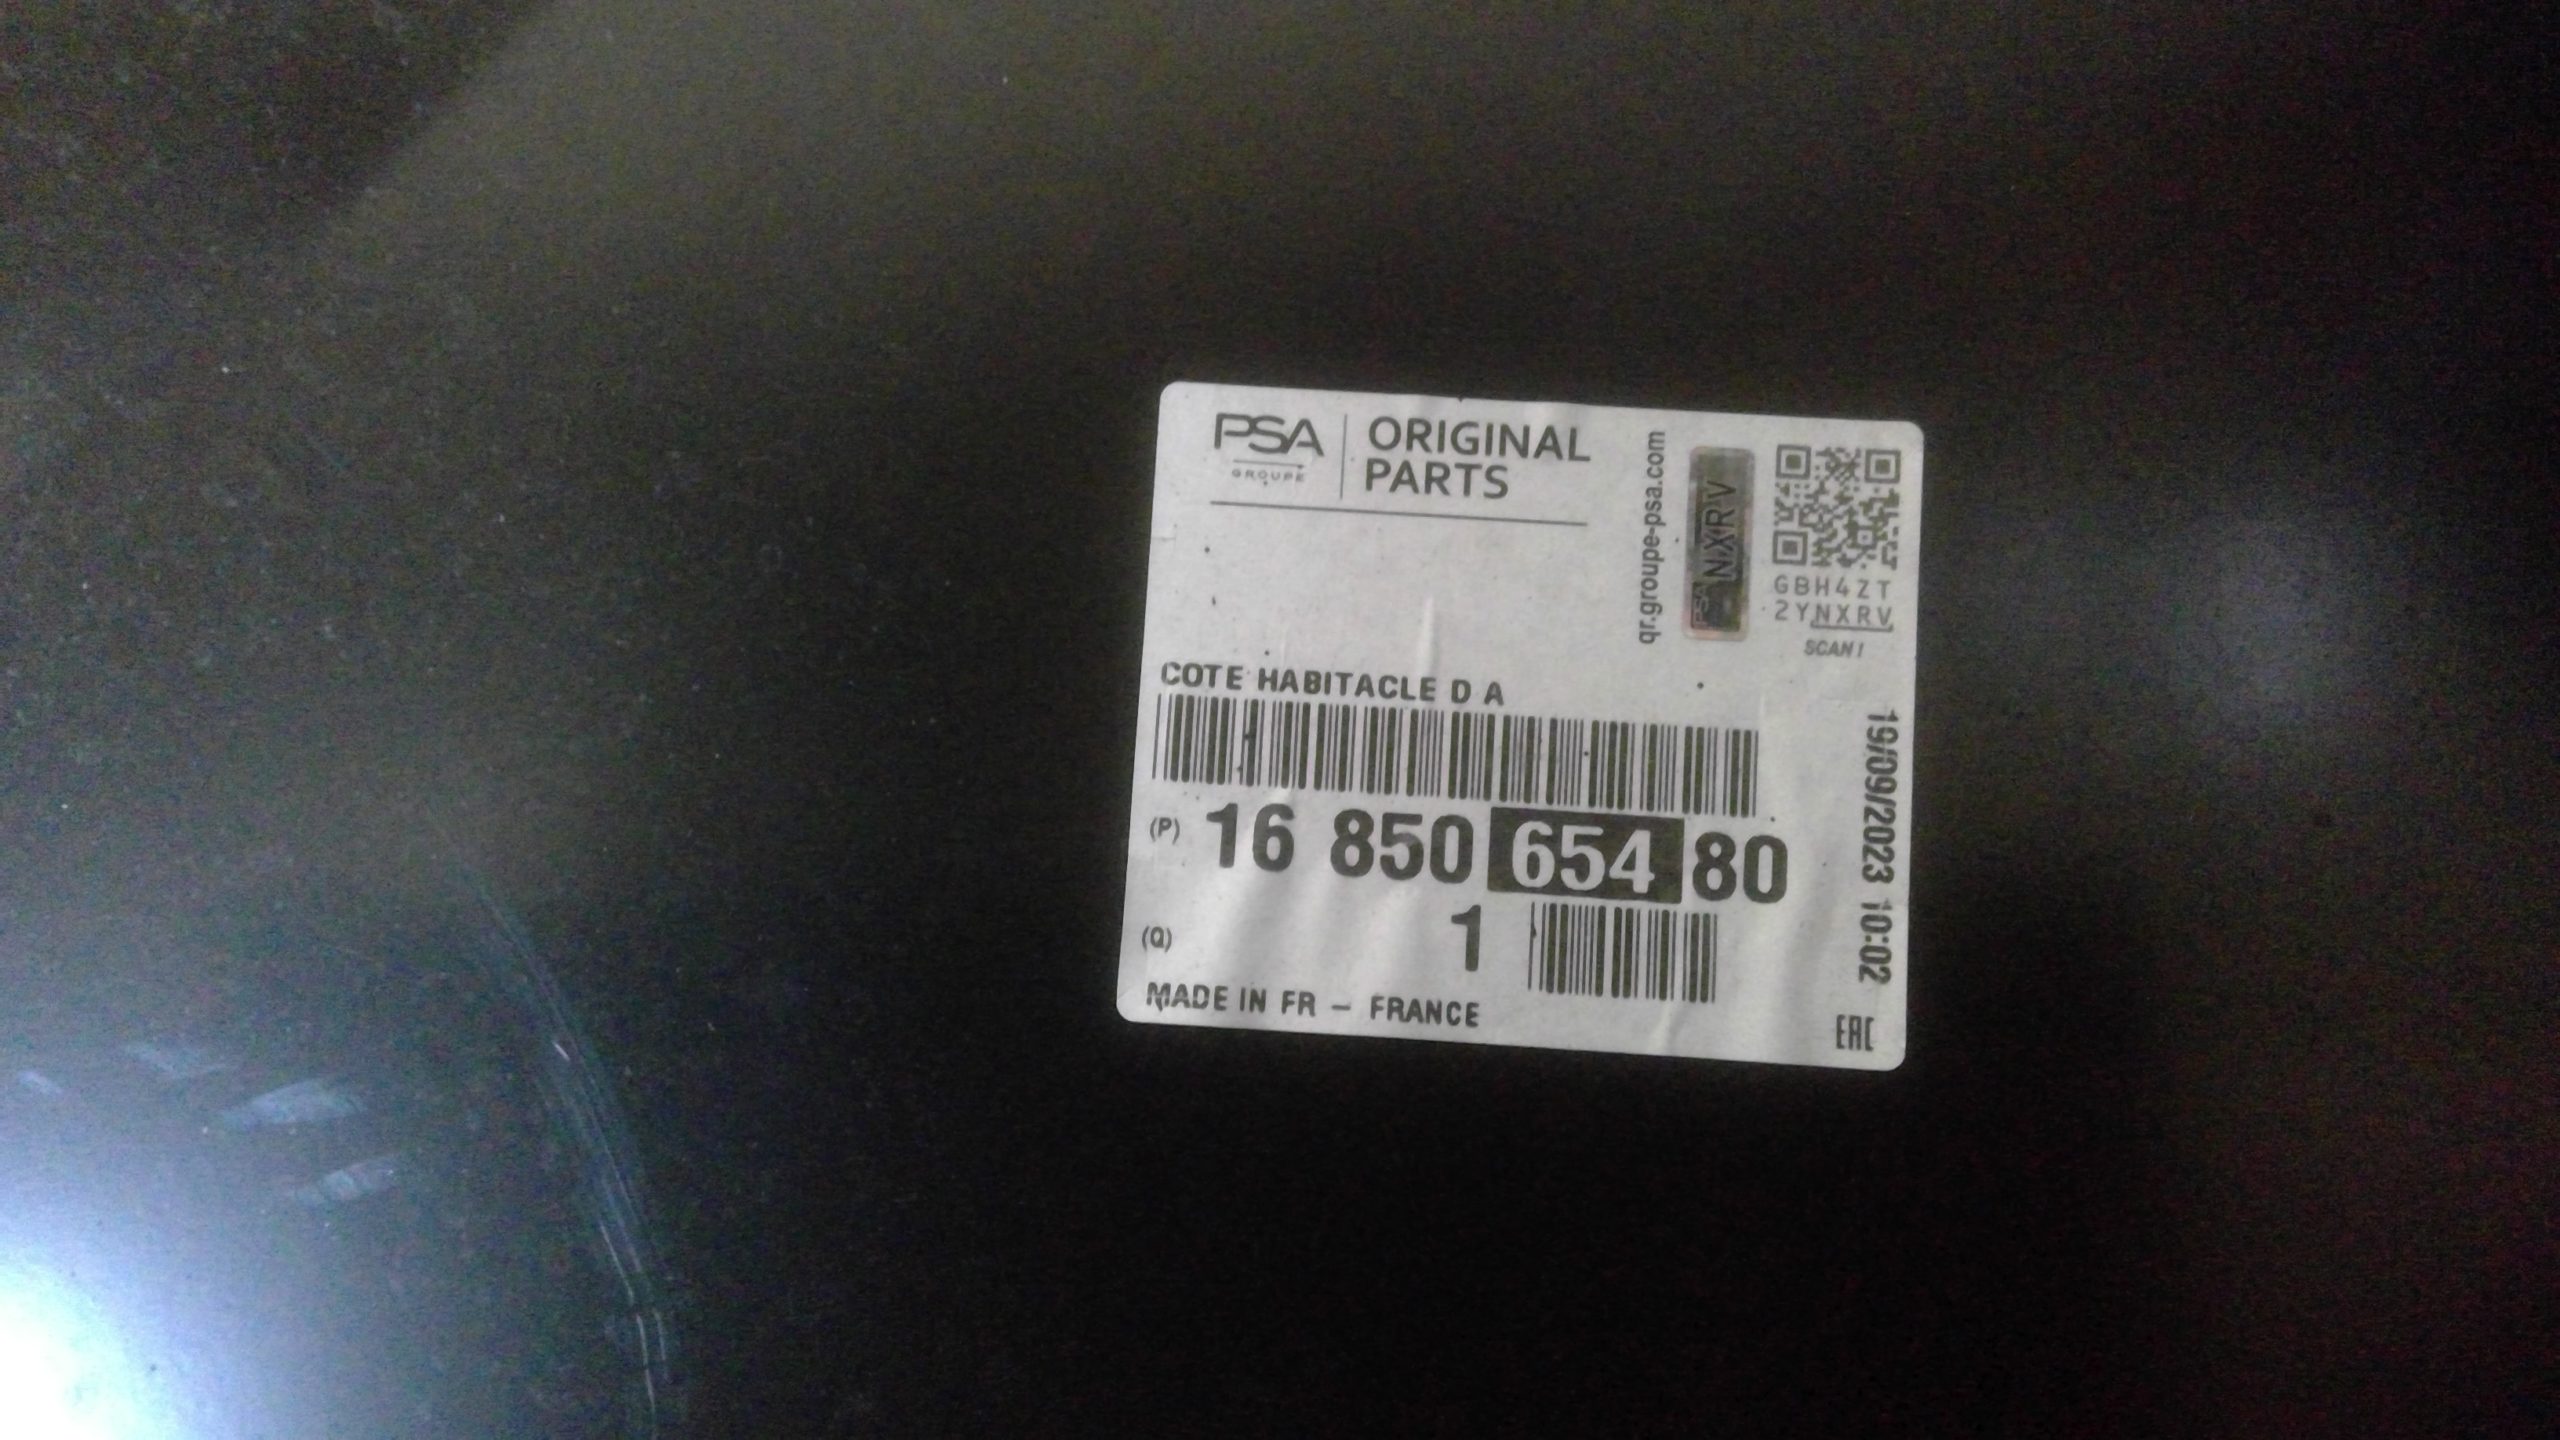 PSA
GROUPE
ORIGINAL
PARTS
qr.groupe-psa.com
PSA
NXRV
GBH4ZT
2YNXRV
SCAN!
COTE HABITACLE D A
(P) 16 850 654 80
(Q) 1
MADE IN FR – FRANCE
19/09/2023 10:02
EAC